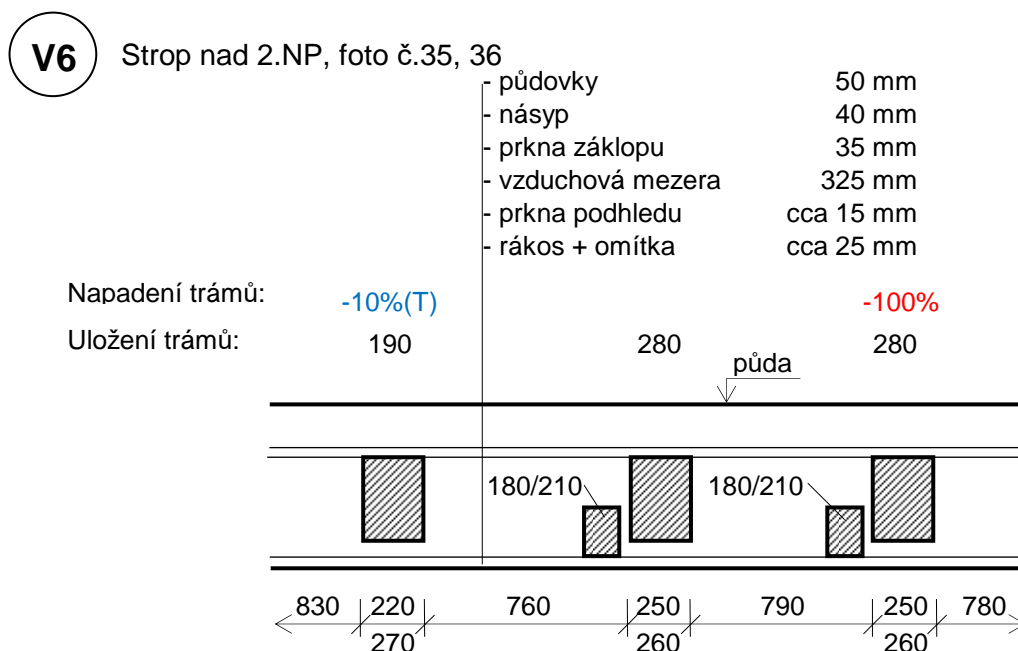 V6 Strop nad 2.NP, foto č.35, 36
- půdovky 50 mm
- násyp 40 mm
- prkna záklopu 35 mm
- vzduchová mezera 325 mm
- prkna podhledu cca 15 mm
- rákos + omítka cca 25 mm
Napadení trámů: -10%(T) -100%
Uložení trámů: 190 280 280
půda
180/210 180/210
830 220 760 250 790 250 780
270 260 260